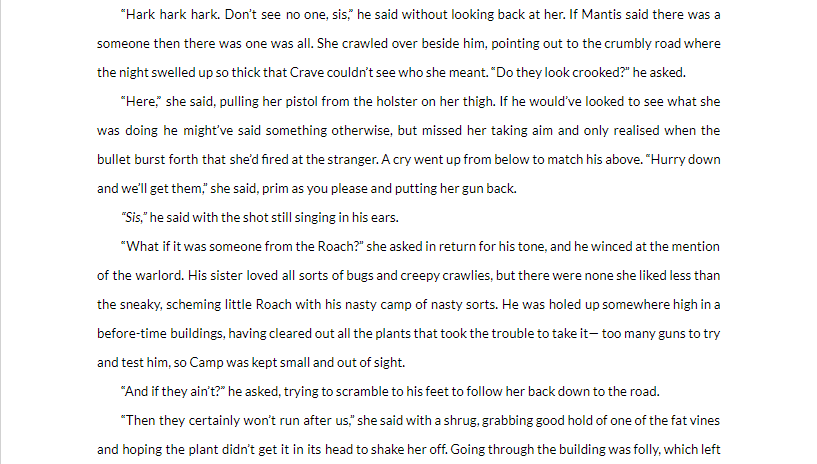 “Hark hark hark. Don’t see no one, sis,” he said without looking back at her. If Mantis said there was a
someone then there was one was all. She crawled over beside him, pointing out to the crumbly road where
the night swelled up so thick that Crave couldn’t see who she meant. “Do they look crooked?” he asked.
“Here,” she said, pulling her pistol from the holster on her thigh. If he would’ve looked to see what she
was doing he might’ve said something otherwise, but missed her taking aim and only realised when the
bullet burst forth that she’d fired at the stranger. A cry went up from below to match his above. “Hurry down
and we’ll get them,” she said, prim as you please and putting her gun back.
“Sis,” he said with the shot still singing in his ears.
“What if it was someone from the Roach?” she asked in return for his tone, and he winced at the mention
of the warlord. His sister loved all sorts of bugs and creepy crawlies, but there were none she liked less than
the sneaky, scheming little Roach with his nasty camp of nasty sorts. He was holed up somewhere high in a
before-time buildings, having cleared out all the plants that took the trouble to take it— too many guns to try
and test him, so Camp was kept small and out of sight.
“And if they ain’t?” he asked, trying to scramble to his feet to follow her back down to the road.
“Then they certainly won’t run after us,” she said with a shrug, grabbing good hold of one of the fat vines
and hoping the plant didn’t get it in its head to shake her off. Going through the building was folly, which left